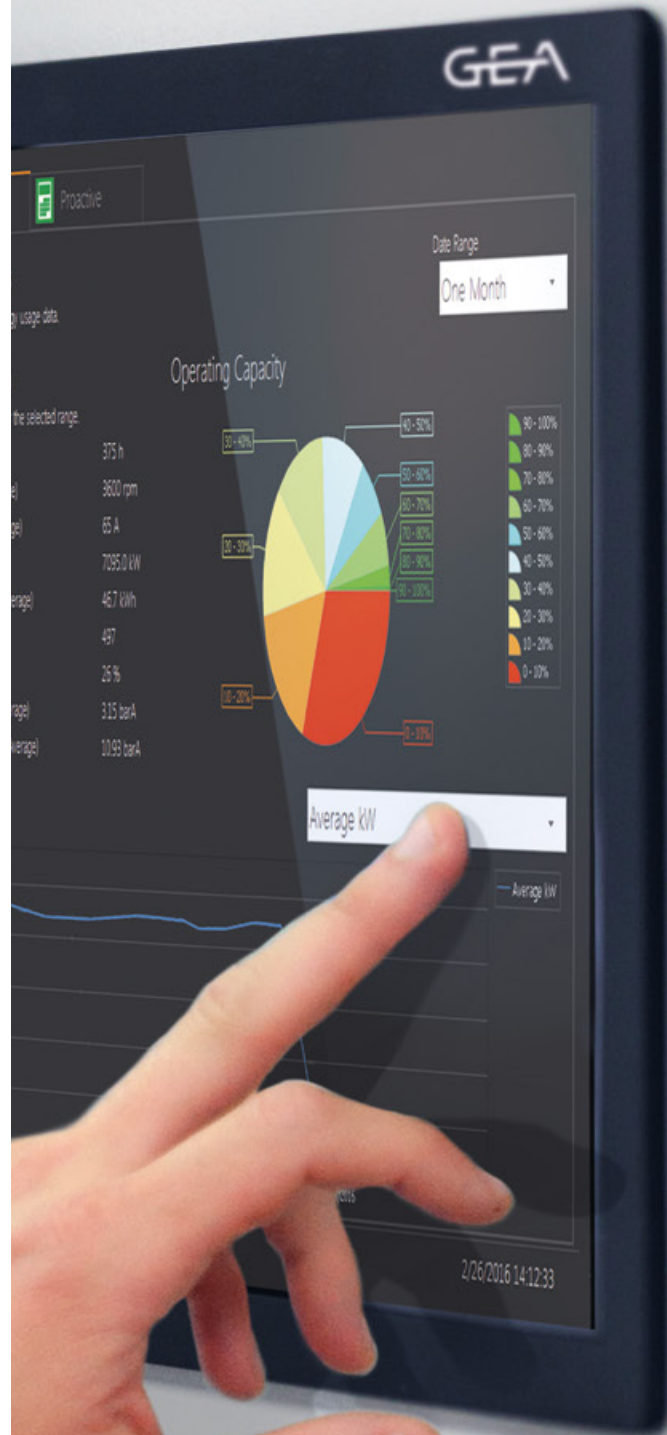 GEA
Proactive
Date Range
One Month
gy usage data.
Operating Capacity
the selected range.
375 h
e) 3600 rpm
ge) 65 A
7095.0 kW
erage) 46.7 kWh
497
26 %
rage) 3.15 barA
verage) 10.93 barA
30 - 40%
40 - 50%
50 - 60%
60 - 70%
70 - 80%
80 - 90%
90 - 100%
20 - 30%
10 - 20%
0 - 10%
90 - 100%
80 - 90%
70 - 80%
60 - 70%
50 - 60%
40 - 50%
30 - 40%
20 - 30%
10 - 20%
0 - 10%
Average kW
Average kW
2016
2/26/2016 14:12:33